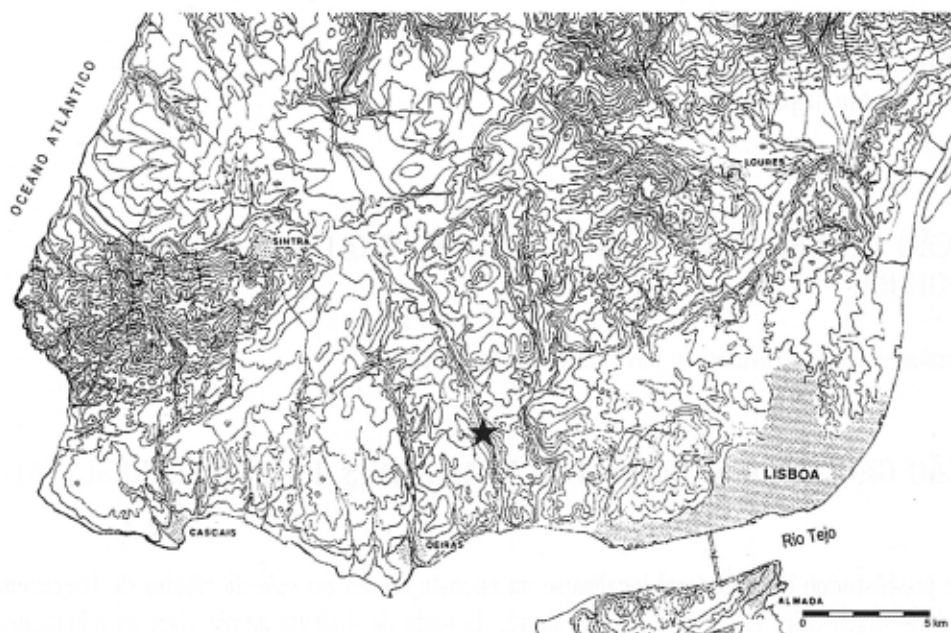 OCEANO ATLÂNTICO
LOURES
SINTRA
LISBOA
CASCAIS
OEIRAS
Rio Tejo
ALMADA
0 5 km